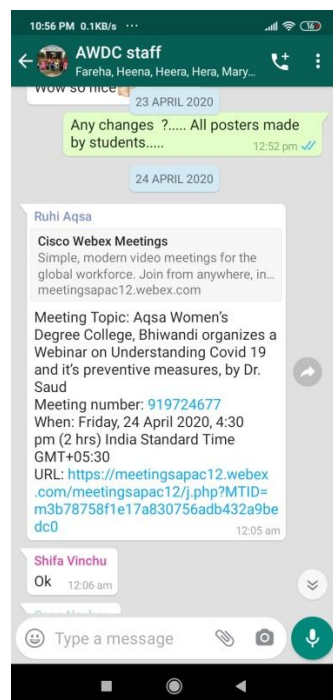 10:56 PM 0.1KB/s ...
16
AWDC staff
Fareha, Heena, Heera, Hera, Mary...
Wow so nice
23 APRIL 2020
Any changes ?..... All posters made
by students.....
12:52 pm
24 APRIL 2020
Ruhi Aqsa
Cisco Webex Meetings
Simple, modern video meetings for the
global workforce. Join from anywhere, in...
meetingsapac12.webex.com
Meeting Topic: Aqsa Women's
Degree College, Bhiwandi organizes a
Webinar on Understanding Covid 19
and it's preventive measures, by Dr.
Saud
Meeting number: 919724677
When: Friday, 24 April 2020, 4:30
pm (2 hrs) India Standard Time
GMT+05:30
URL: https://meetingsapac12.webex
.com/meetingsapac12/j.php?MTID=
m3b78758f1e17a830756adb432a9be
dc0
12:05 am
Shifa Vinchu
Ok
12:06 am
Type a message